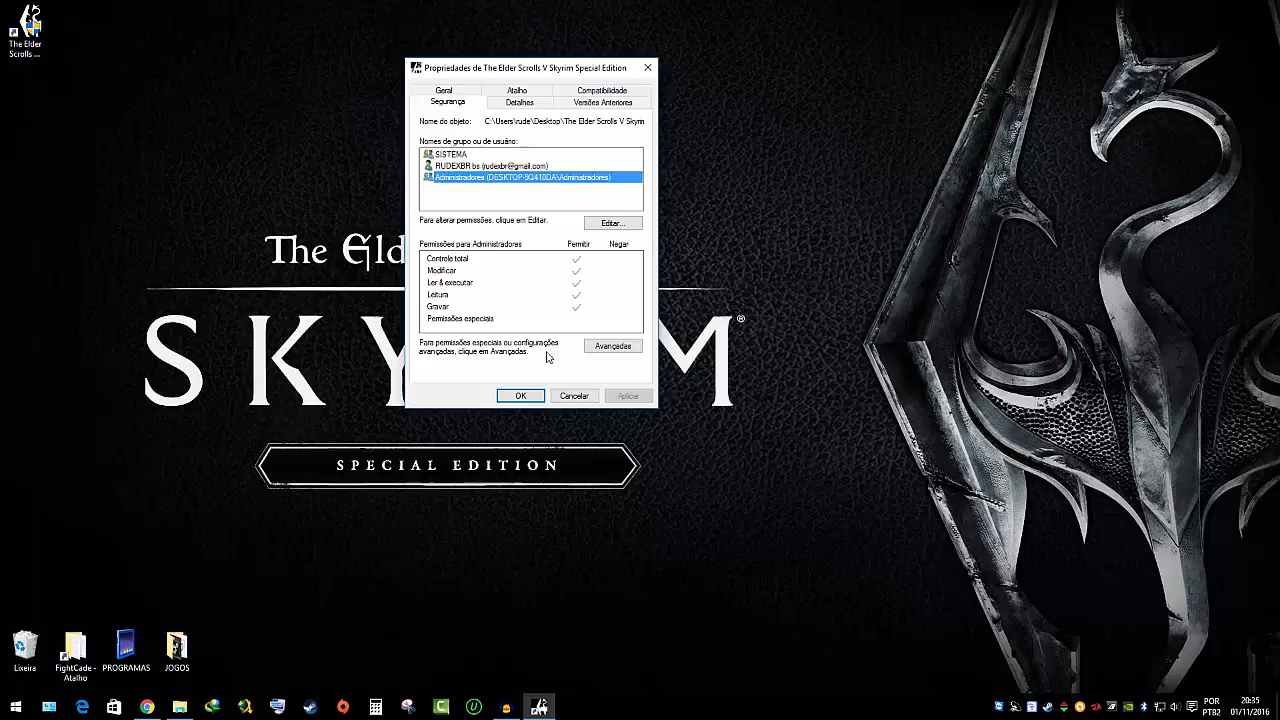 The Elder
Scrolls ...
Propriedades de The Elder Scrolls V Skyrim Special Edition
Geral
Atalho
Compatibilidade
Segurança
Detalhes
Versões Anteriores
Nome do objeto:
C:\Users\rude\Desktop\The Elder Scrolls V Skyrim
Nomes de grupo ou de usuário:
SISTEMA
RUDEXBR bs (rudexbr@gmail.com)
Administradores (DESKTOP-9Q410DA\Administradores)
Para alterar permissões, clique em Editar.
Editar...
Permissões para Administradores
Permitir
Negar
Controle total
Modificar
Ler & executar
Leitura
Gravar
Permissões especiais
Para permissões especiais ou configurações
avançadas, clique em Avançadas.
Avançadas
OK
Cancelar
Aplicar
The Eld
SKY M®
SPECIAL EDITION
Lixeira
FightCade -
Atalho
PROGRAMAS
JOGOS
POR
PTB2
20:35
01/11/2016